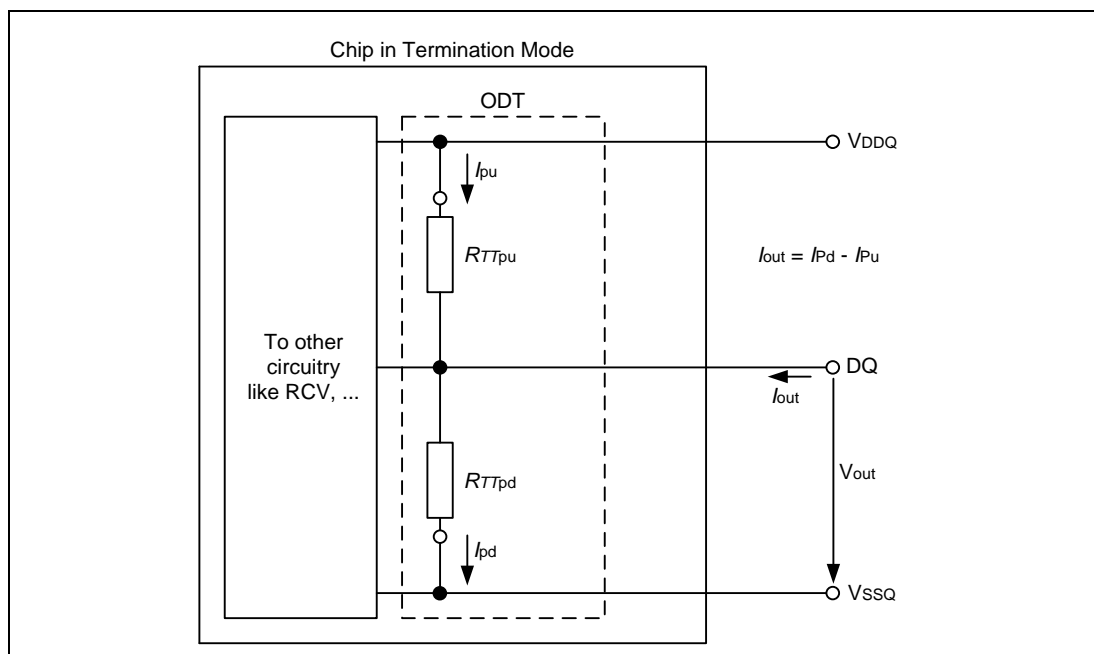 Chip in Termination Mode
ODT
VDDQ
Ipu
RTTpu
Iout = IPd - IPu
To other
circuitry
like RCV, ...
DQ
Iout
RTTpd
Vout
Ipd
VSSQ